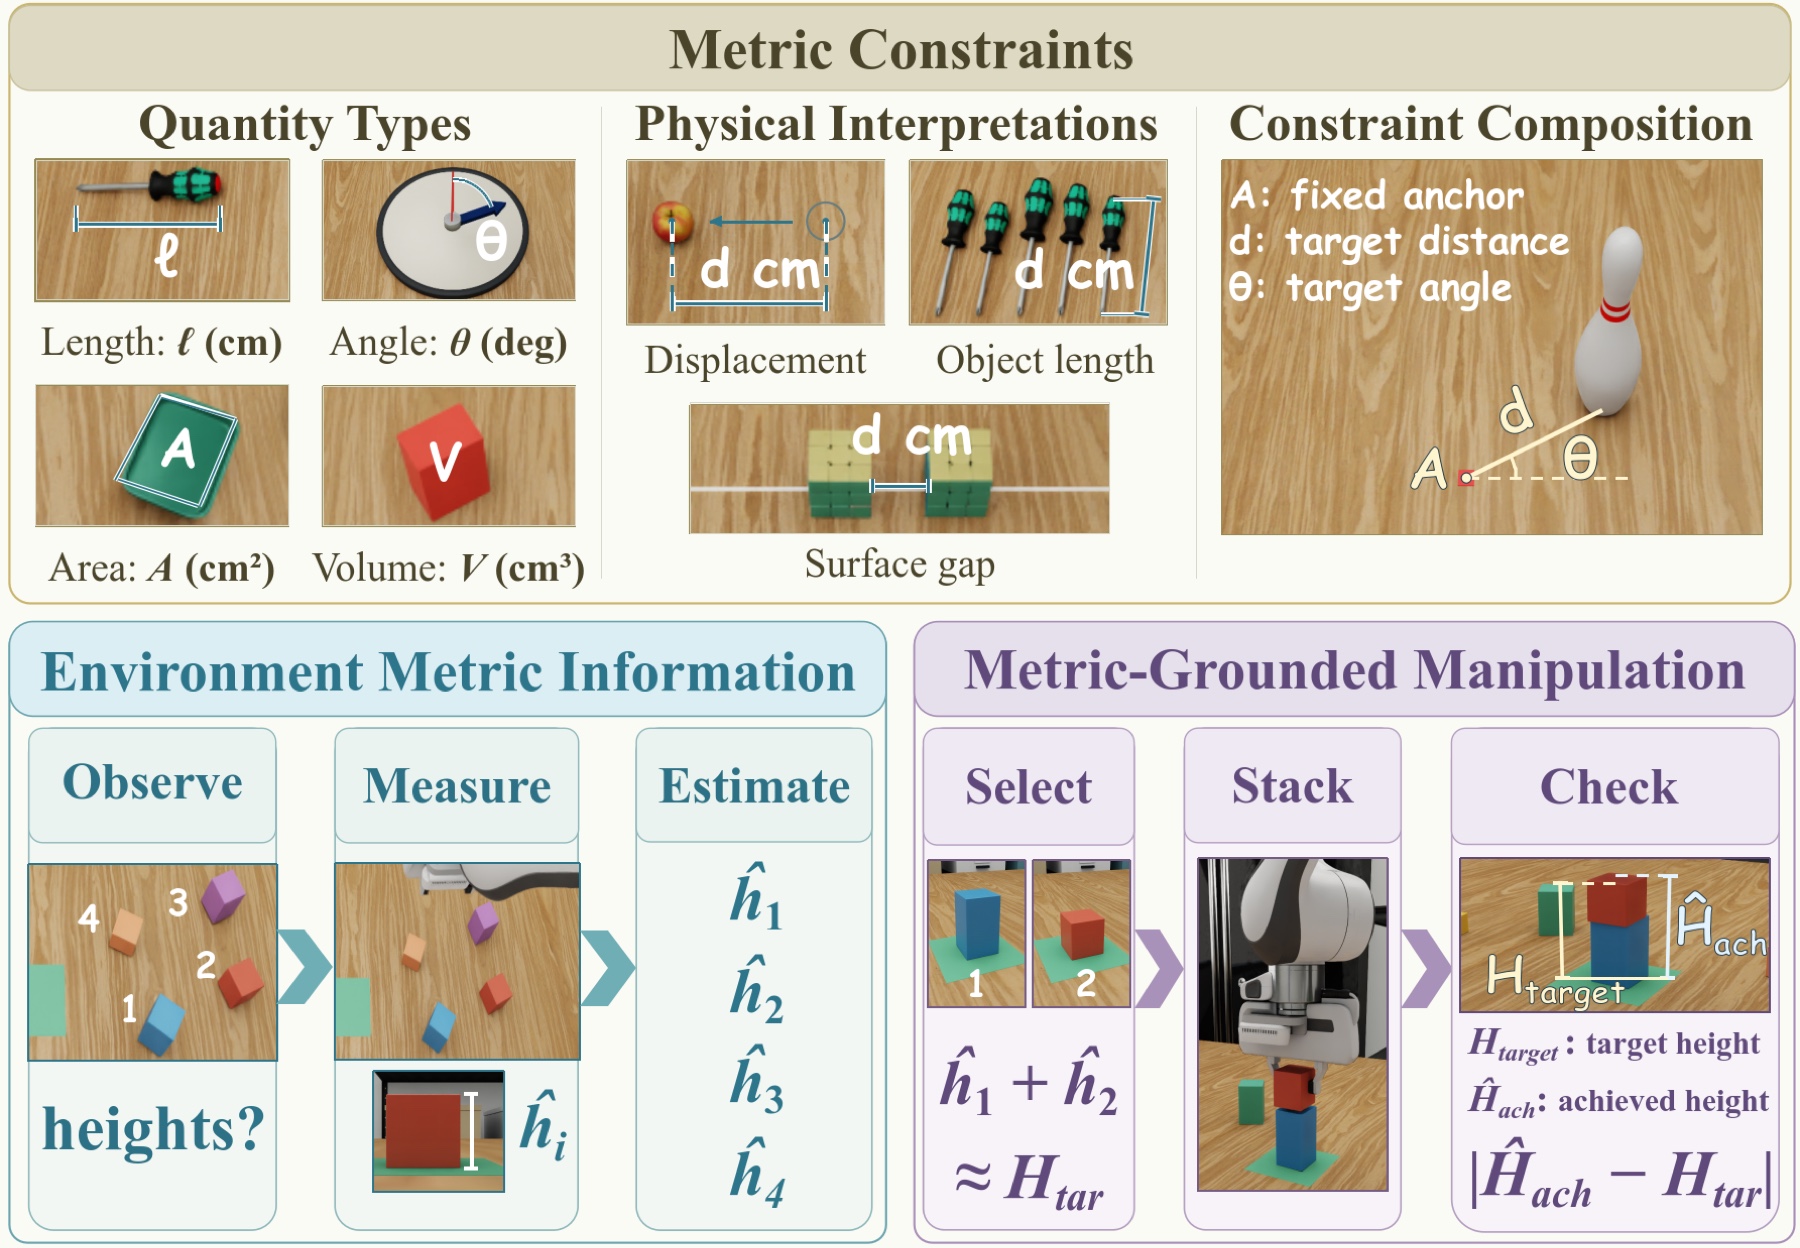 Metric Constraints
Quantity Types
ℓ
Length: ℓ (cm)
θ
Angle: θ (deg)
A
Area: A (cm²)
V
Volume: V (cm³)
Physical Interpretations
d cm
Displacement
d cm
Object length
d cm
Surface gap
Constraint Composition
A: fixed anchor
d: target distance
θ: target angle
d
A
θ
Environment Metric Information
Observe
4
3
2
1
heights?
Measure
ĥ_i
Estimate
ĥ_1
ĥ_2
ĥ_3
ĥ_4
Metric-Grounded Manipulation
Select
1
2
ĥ_1 + ĥ_2
≈ H_tar
Stack
Check
Ĥ_ach
H_target
H_target : target height
Ĥ_ach: achieved height
|Ĥ_ach − H_tar|